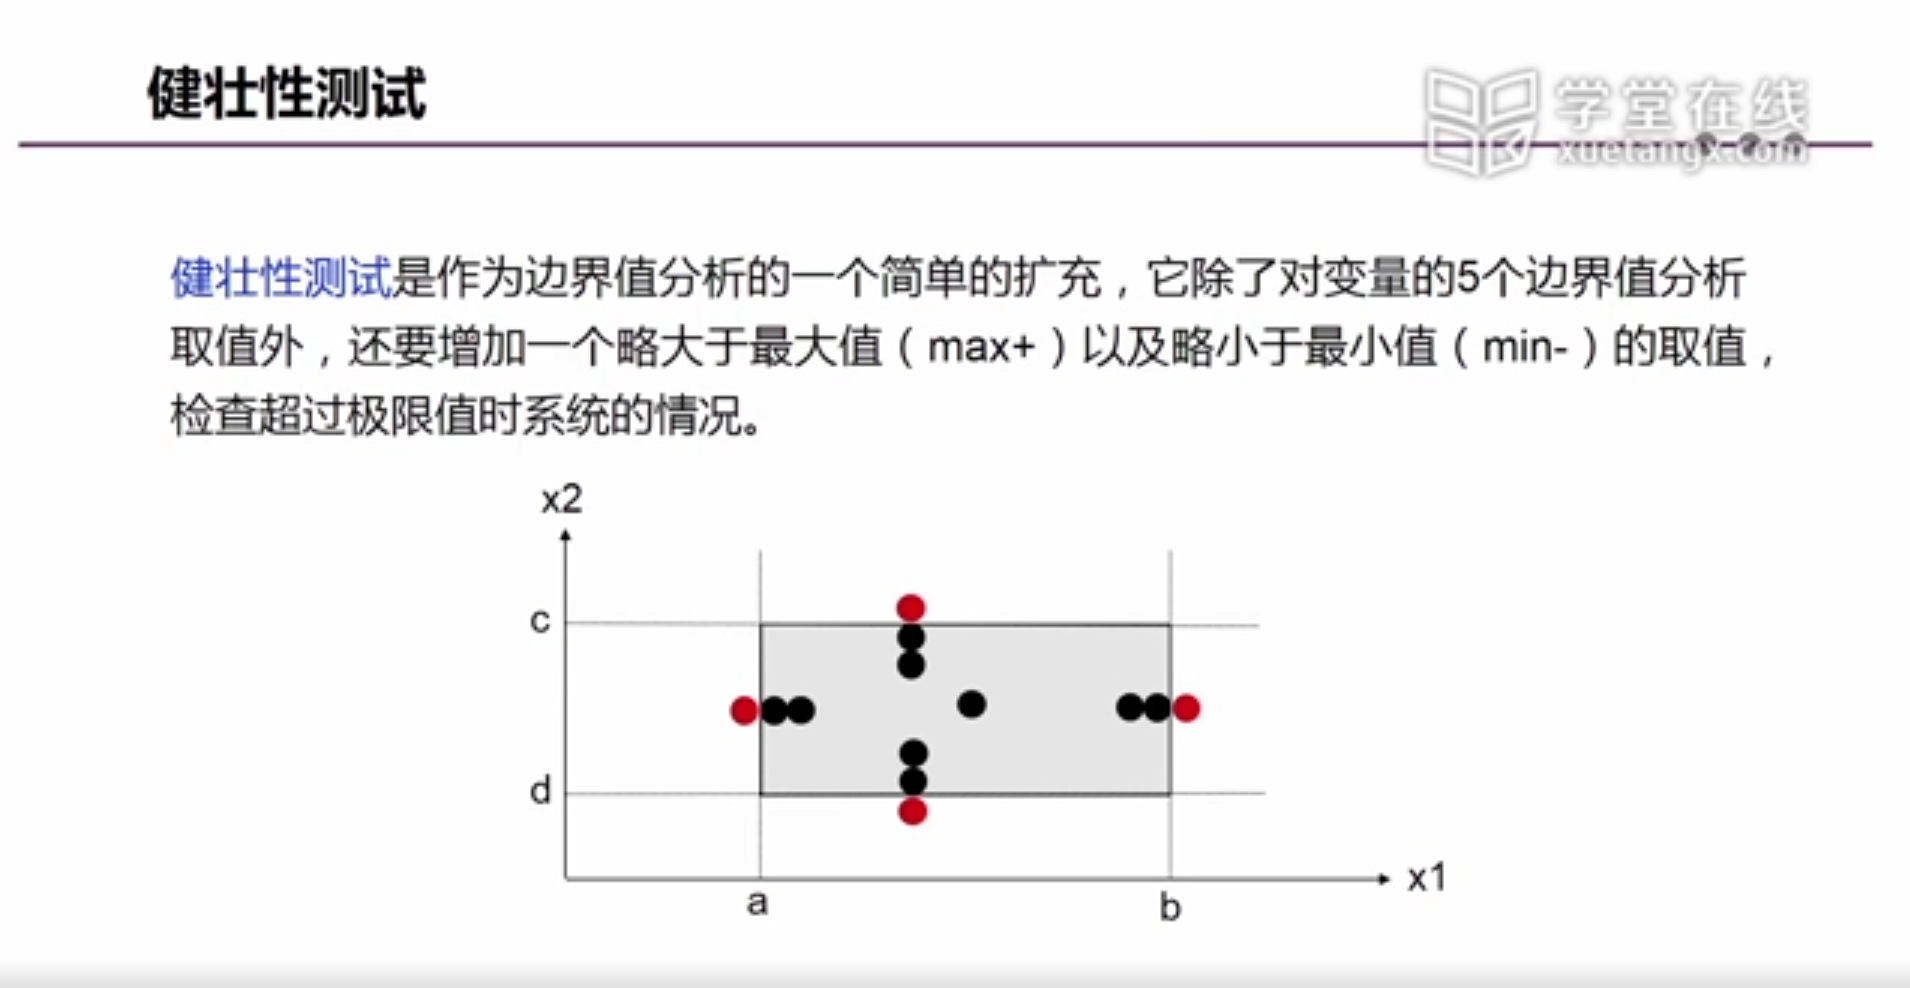 健壮性测试
学堂在线
xuetangx.com
健壮性测试是作为边界值分析的一个简单的扩充，它除了对变量的5个边界值分析
取值外，还要增加一个略大于最大值（max+）以及略小于最小值（min-）的取值，
检查超过极限值时系统的情况。
x2
c
d
x1
a
b